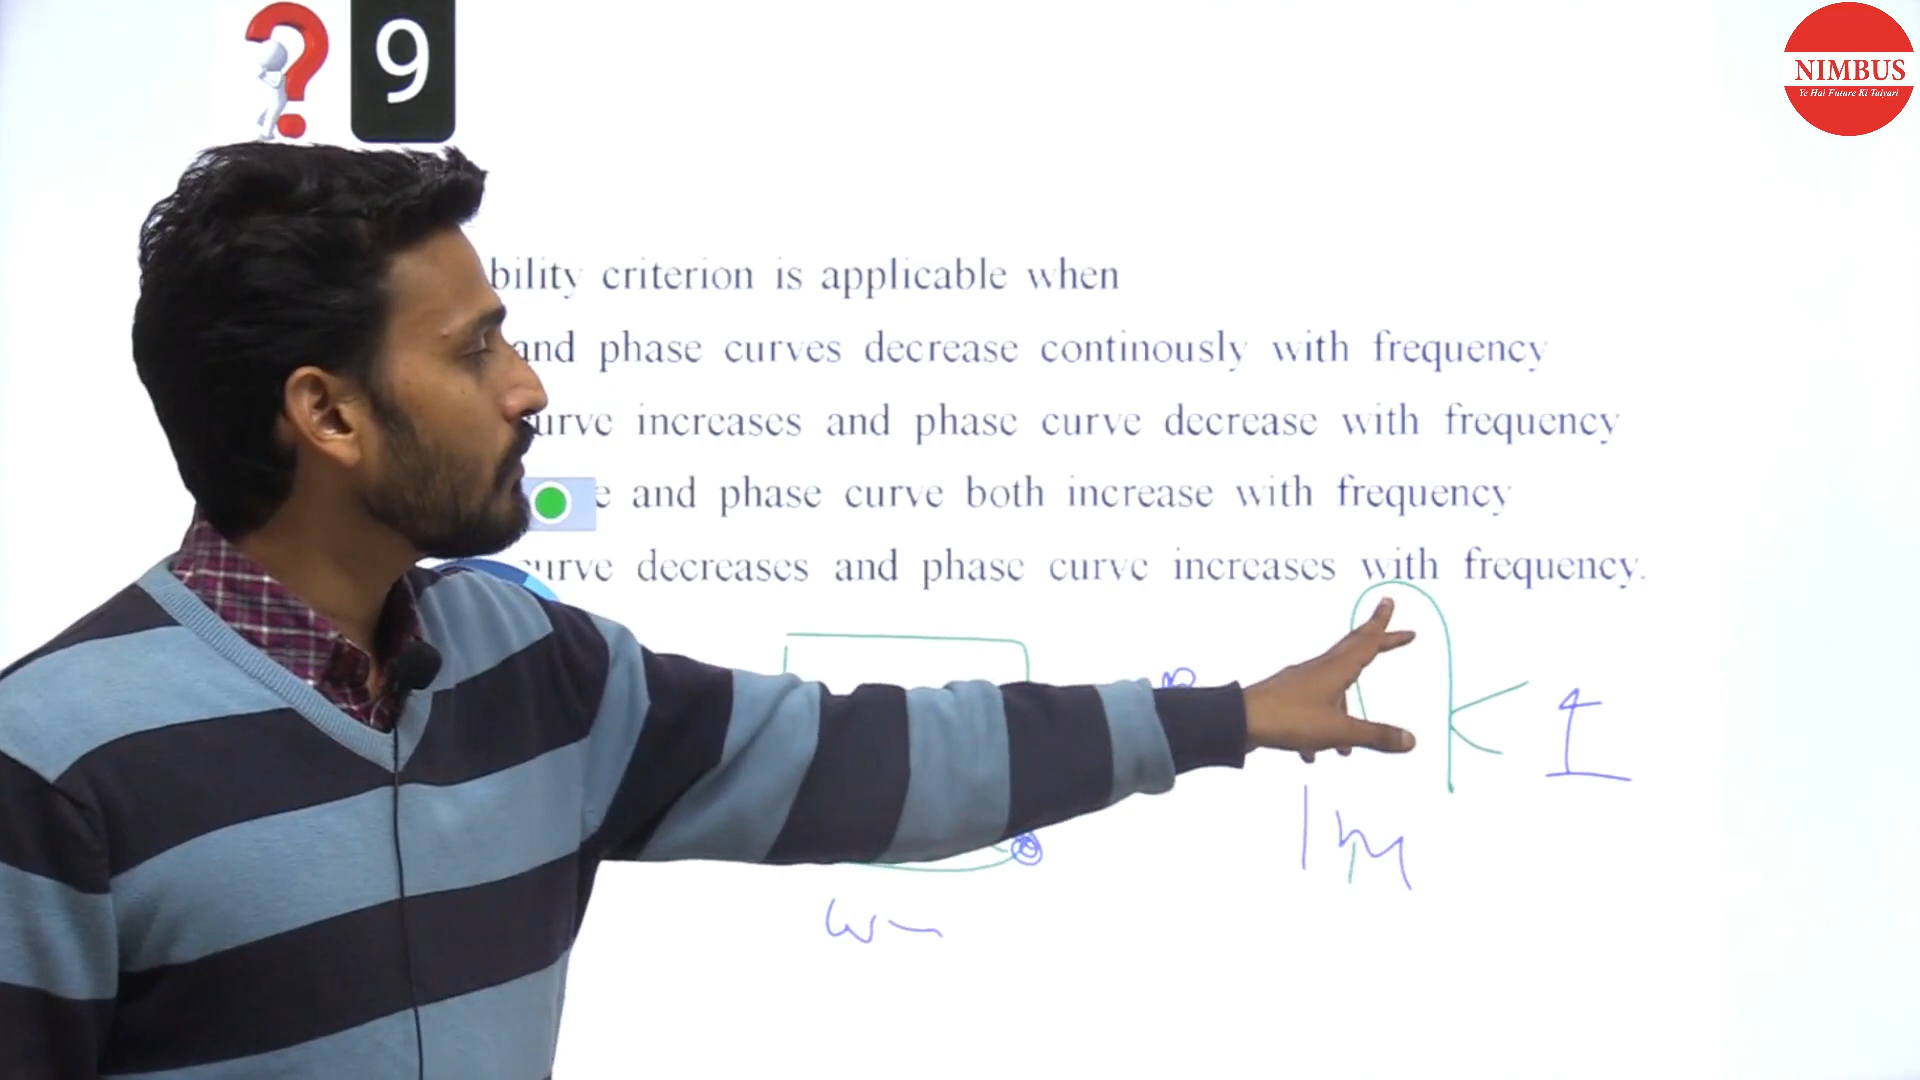 9
NIMBUS
Ye Hai Future Ki Taiyari
bility criterion is applicable when
and phase curves decrease continously with frequency
urve increases and phase curve decrease with frequency
e and phase curve both increase with frequency
curve decreases and phase curve increases with frequency.